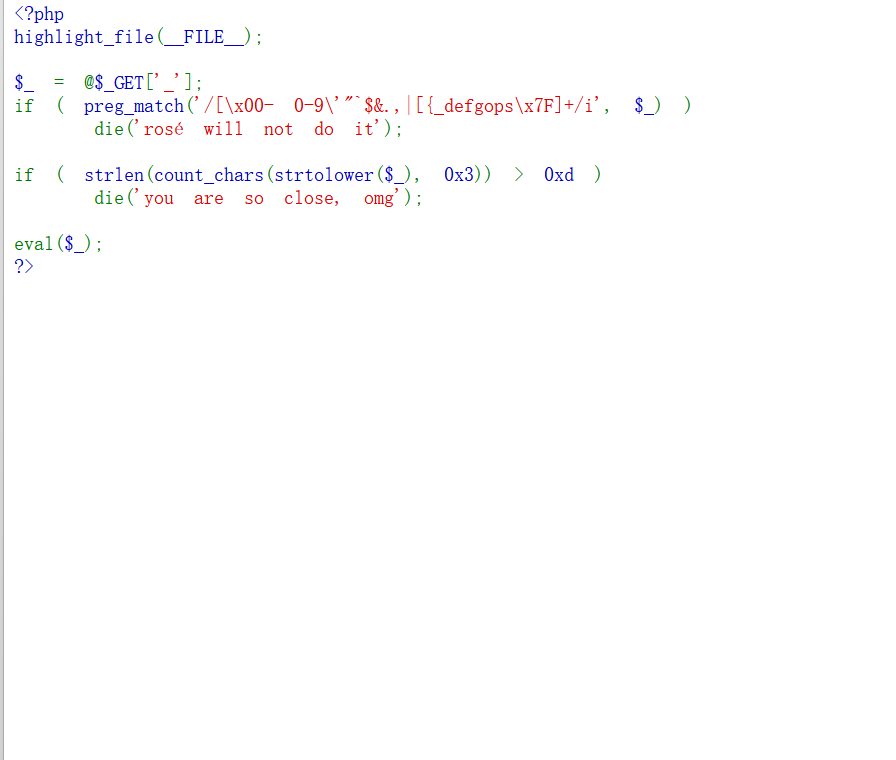 <?php
highlight_file(__FILE__);
$_ = @$_GET['_'];
if ( preg_match('/[\x00- 0-9\'"`$&.,|[{_defgops\x7F]+/i', $_) )
die('rosé will not do it');
if ( strlen(count_chars(strtolower($_), 0x3)) > 0xd )
die('you are so close, omg');
eval($_);
?>